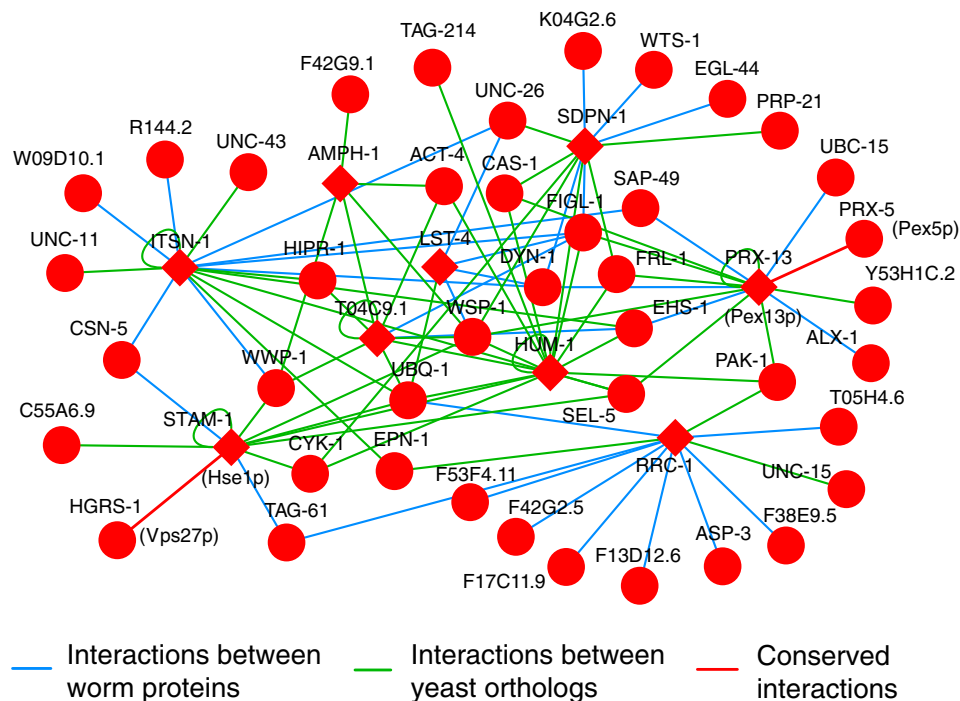 K04G2.6
TAG-214
WTS-1
F42G9.1
EGL-44
UNC-26
SDPN-1
PRP-21
R144.2
UNC-43
AMPH-1
ACT-4
CAS-1
UBC-15
W09D10.1
SAP-49
FIGL-1
PRX-5
(Pex5p)
UNC-11
ITSN-1
HIPR-1
LST-4
DYN-1
FRL-1
PRX-13
Y53H1C.2
T04C9.1
WSP-1
EHS-1
(Pex13p)
CSN-5
HUM-1
ALX-1
WWP-1
UBQ-1
PAK-1
C55A6.9
STAM-1
SEL-5
T05H4.6
CYK-1
EPN-1
(Hse1p)
F53F4.11
RRC-1
UNC-15
HGRS-1
(Vps27p)
TAG-61
F42G2.5
F38E9.5
ASP-3
F17C11.9
F13D12.6
Interactions between
worm proteins
Interactions between
yeast orthologs
Conserved
interactions